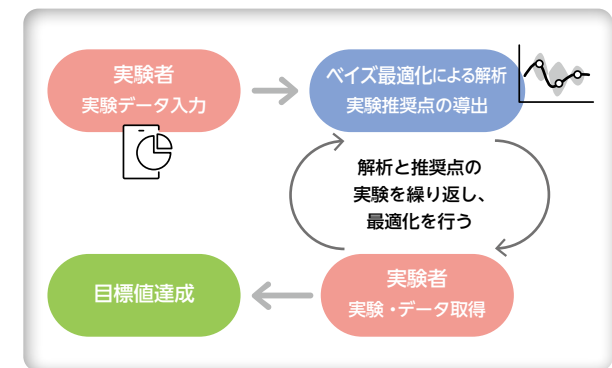 実験者
実験データ入力
ベイズ最適化による解析
実験推奨点の導出
解析と推奨点の
実験を繰り返し、
最適化を行う
目標値達成
実験者
実験・データ取得